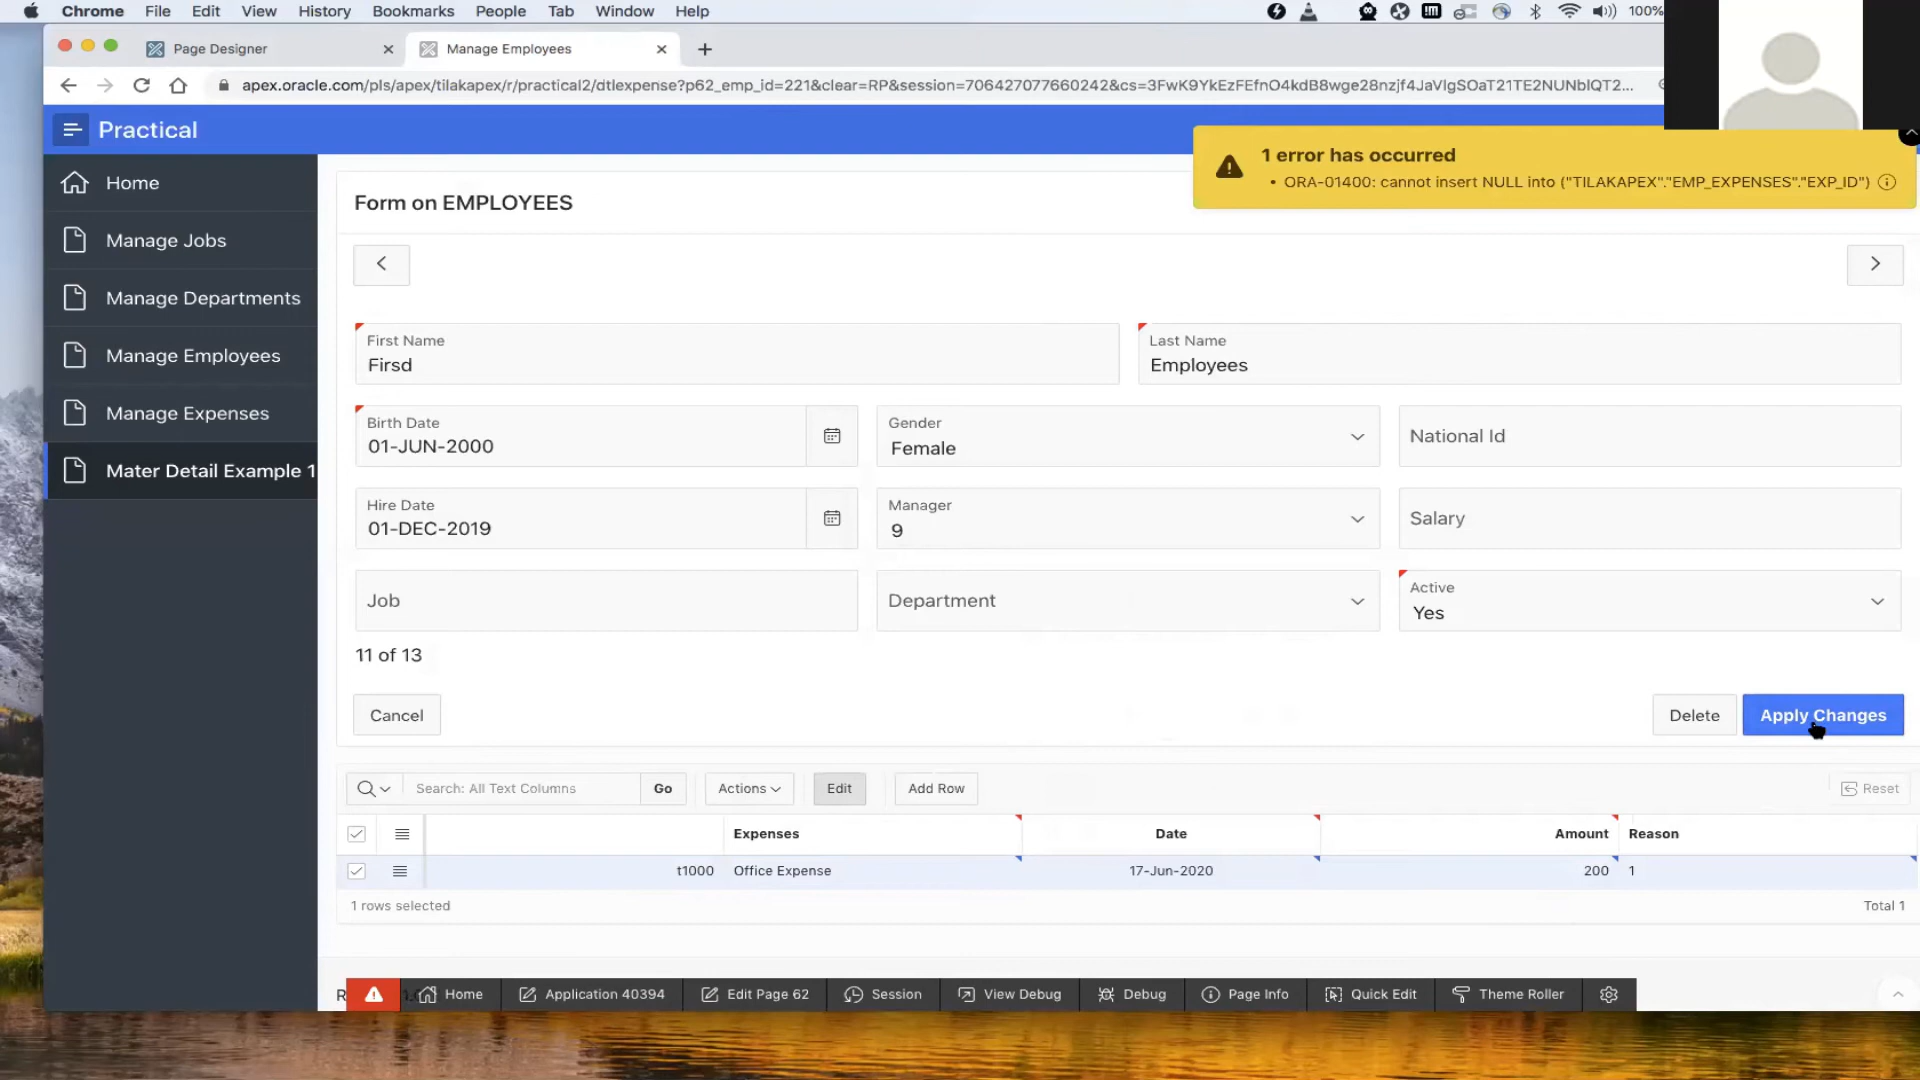 Chrome File Edit View History Bookmarks People Tab Window Help 100%
Page Designer Manage Employees
apex.oracle.com/pls/apex/tilakapex/r/practical2/dtlexpense?p62_emp_id=221&clear=RP&session=706427077660242&cs=3FwK9YkEzFEfnO4kdB8wge28nzjf4JaVIgSOaT21TE2NUNblQT2...
Practical
1 error has occurred
• ORA-01400: cannot insert NULL into ("TILAKAPEX"."EMP_EXPENSES"."EXP_ID")
Home
Manage Jobs
Manage Departments
Manage Employees
Manage Expenses
Mater Detail Example 1
Form on EMPLOYEES
First Name
Firsd
Last Name
Employees
Birth Date
01-JUN-2000
Gender
Female
National Id
Hire Date
01-DEC-2019
Manager
9
Salary
Job
Department
Active
Yes
11 of 13
Cancel Delete Apply Changes
Search: All Text Columns Go Actions Edit Add Row Reset
Expenses Date Amount Reason
t1000 Office Expense 17-Jun-2020 200 1
1 rows selected Total 1
Home Application 40394 Edit Page 62 Session View Debug Debug Page Info Quick Edit Theme Roller